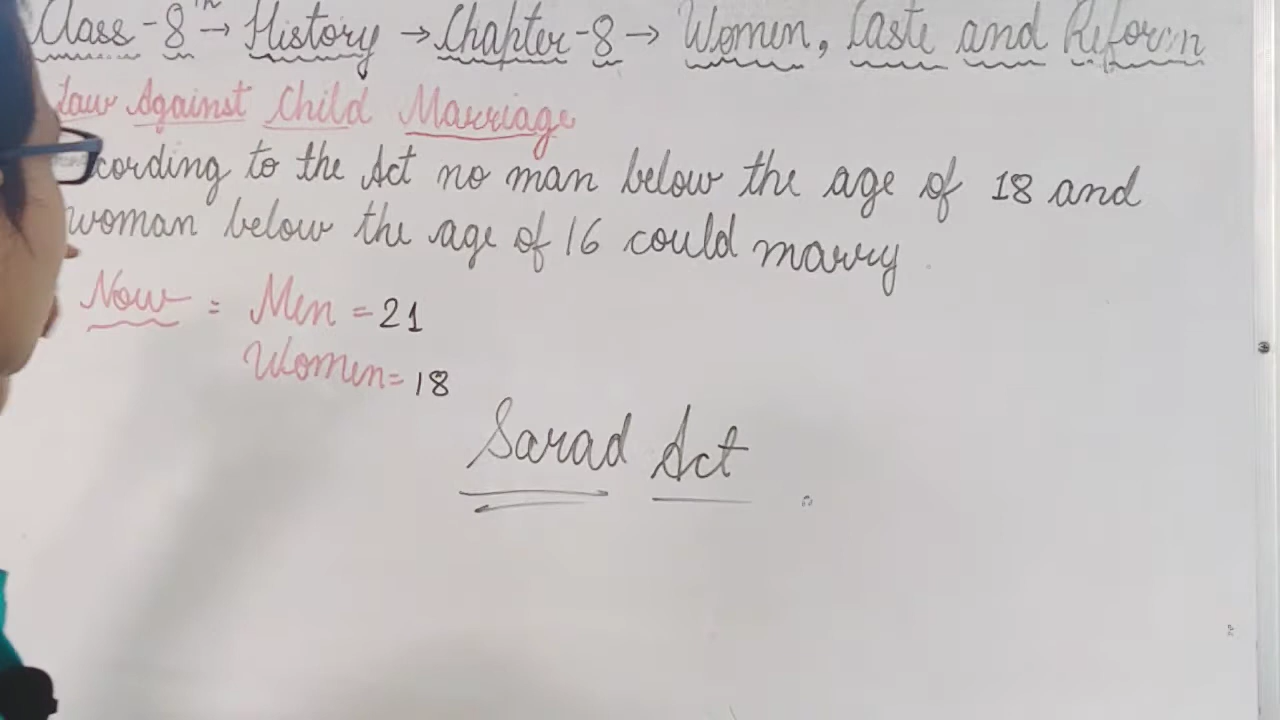 Class-8th → History → Chapter-8 → Women, Caste and Reform
Law Against Child Marriage
cording to the Act no man below the age of 18 and
woman below the age of 16 could marry.
Now = Men = 21
Women = 18
Sarad Act